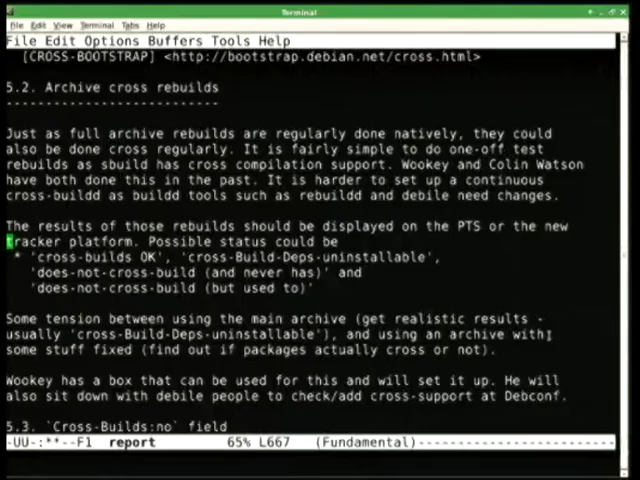 Terminal
File Edit View Terminal Tabs Help
File Edit Options Buffers Tools Help
[CROSS-BOOTSTRAP] <http://bootstrap.debian.net/cross.html>
5.2. Archive cross rebuilds
---------------------------
Just as full archive rebuilds are regularly done natively, they could
also be done cross regularly. It is fairly simple to do one-off test
rebuilds as sbuild has cross compilation support. Wookey and Colin Watson
have both done this in the past. It is harder to set up a continuous
cross-buildd as buildd tools such as rebuildd and debile need changes.
The results of those rebuilds should be displayed on the PTS or the new
tracker platform. Possible status could be
* 'cross-builds OK', 'cross-Build-Deps-uninstallable',
'does-not-cross-build (and never has)' and
'does-not-cross-build (but used to)'
Some tension between using the main archive (get realistic results -
usually 'cross-Build-Deps-uninstallable'), and using an archive with
some stuff fixed (find out if packages actually cross or not).
Wookey has a box that can be used for this and will set it up. He will
also sit down with debile people to check/add cross-support at Debconf.
5.3. `Cross-Builds:no` field
-UU-:**--F1  report  65% L667  (Fundamental)-------------------------